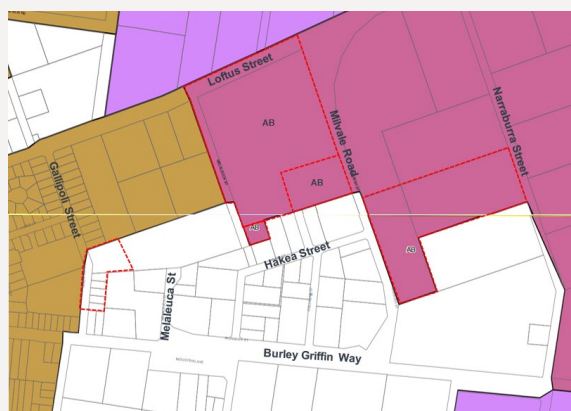 Loftus Street
AB
Milvale Road
Narraburra Street
AB
Gallipoli Street
AB
AB
Hakea Street
Melaleuca St
Burley Griffin Way